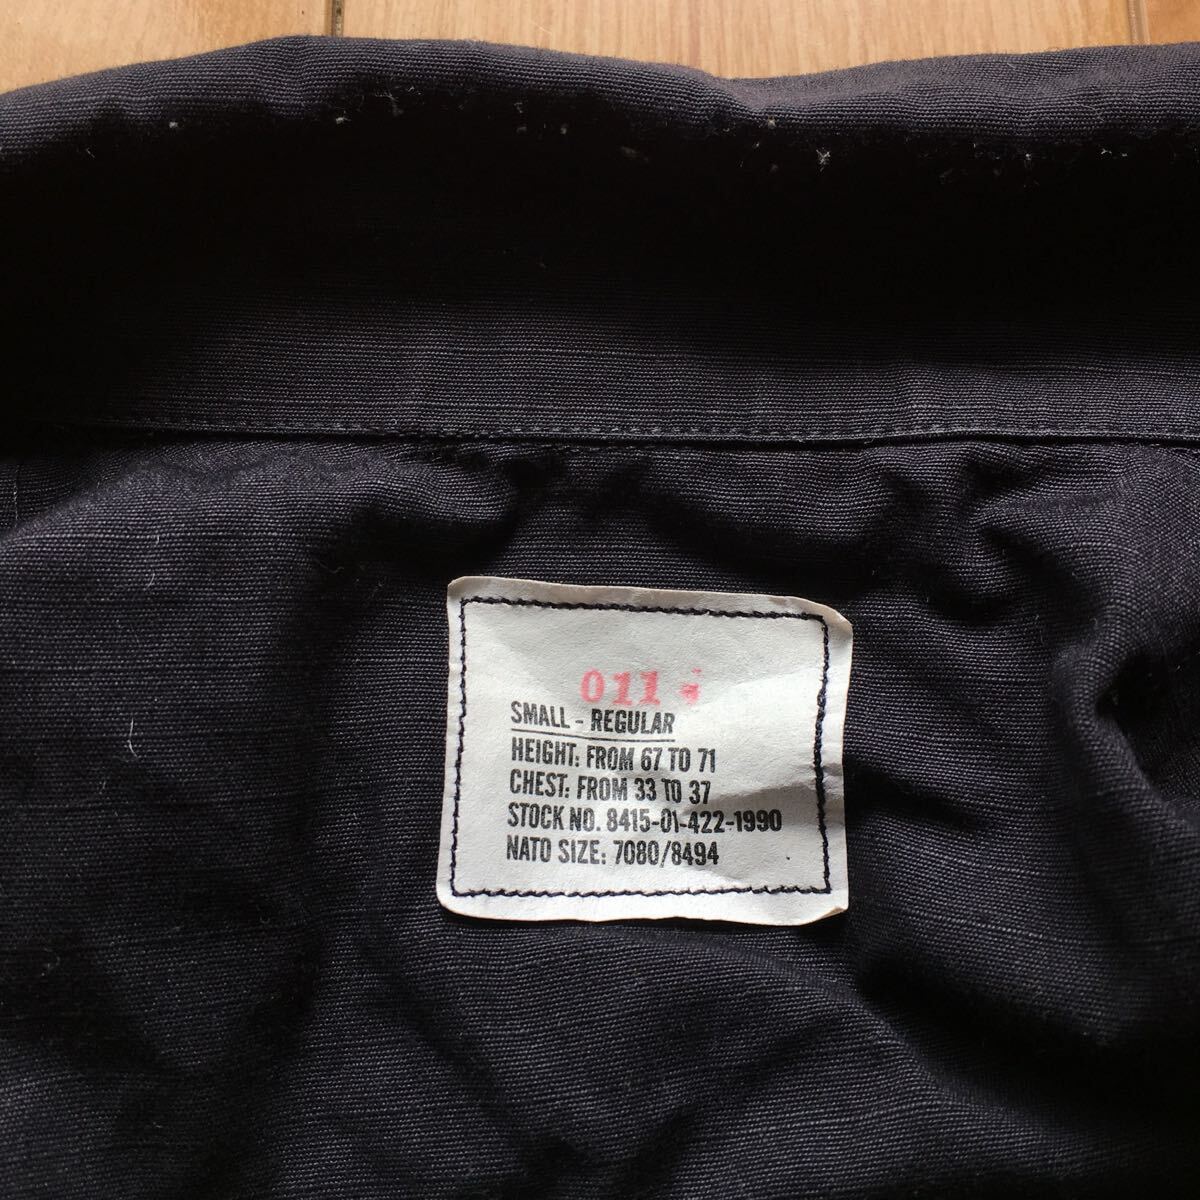 011
SMALL - REGULAR
HEIGHT: FROM 67 TO 71
CHEST: FROM 33 TO 37
STOCK NO. 8415-01-422-1990
NATO SIZE: 7080/8494